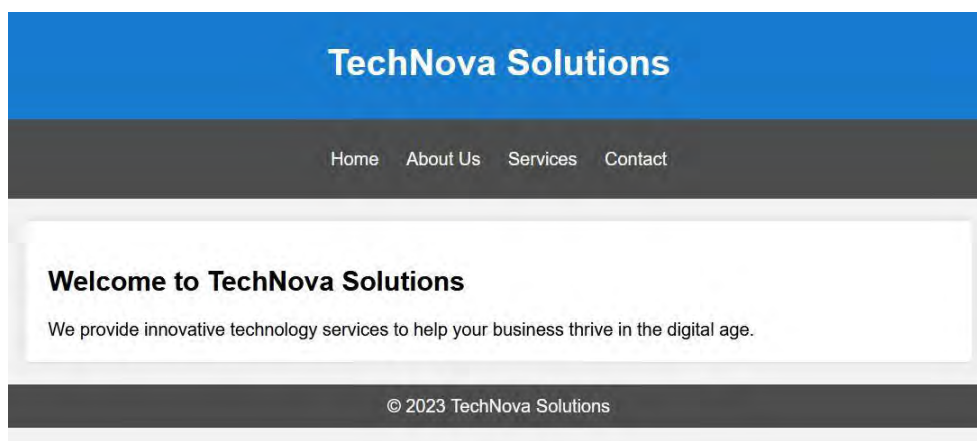 TechNova Solutions
Home About Us Services Contact
Welcome to TechNova Solutions
We provide innovative technology services to help your business thrive in the digital age.
© 2023 TechNova Solutions